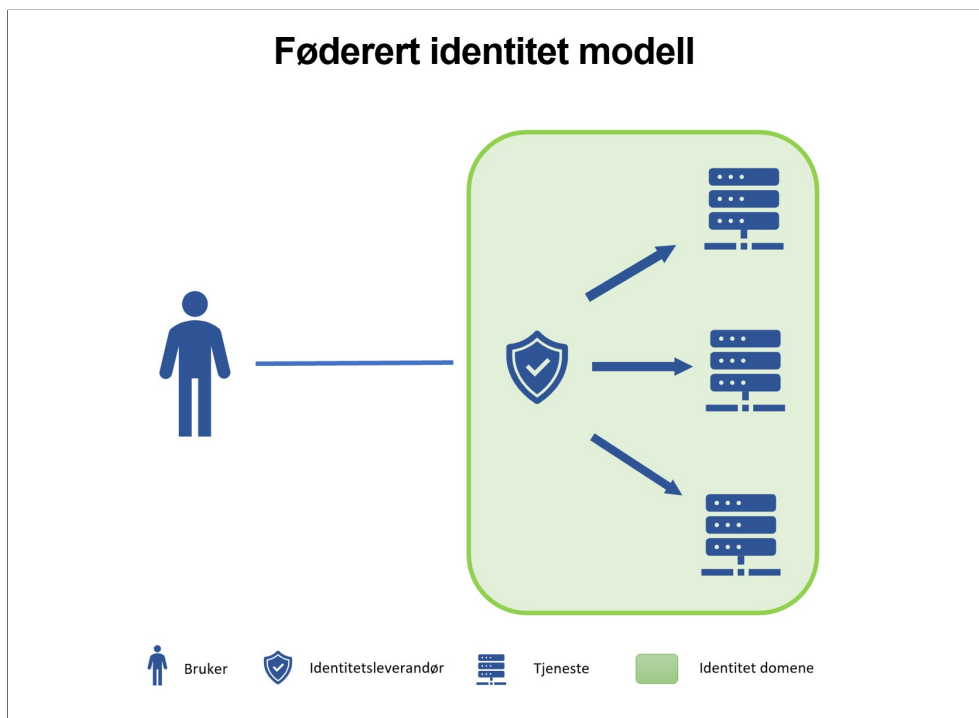 Føderert identitet modell
Bruker
Identitetsleverandør
Tjeneste
Identitet domene